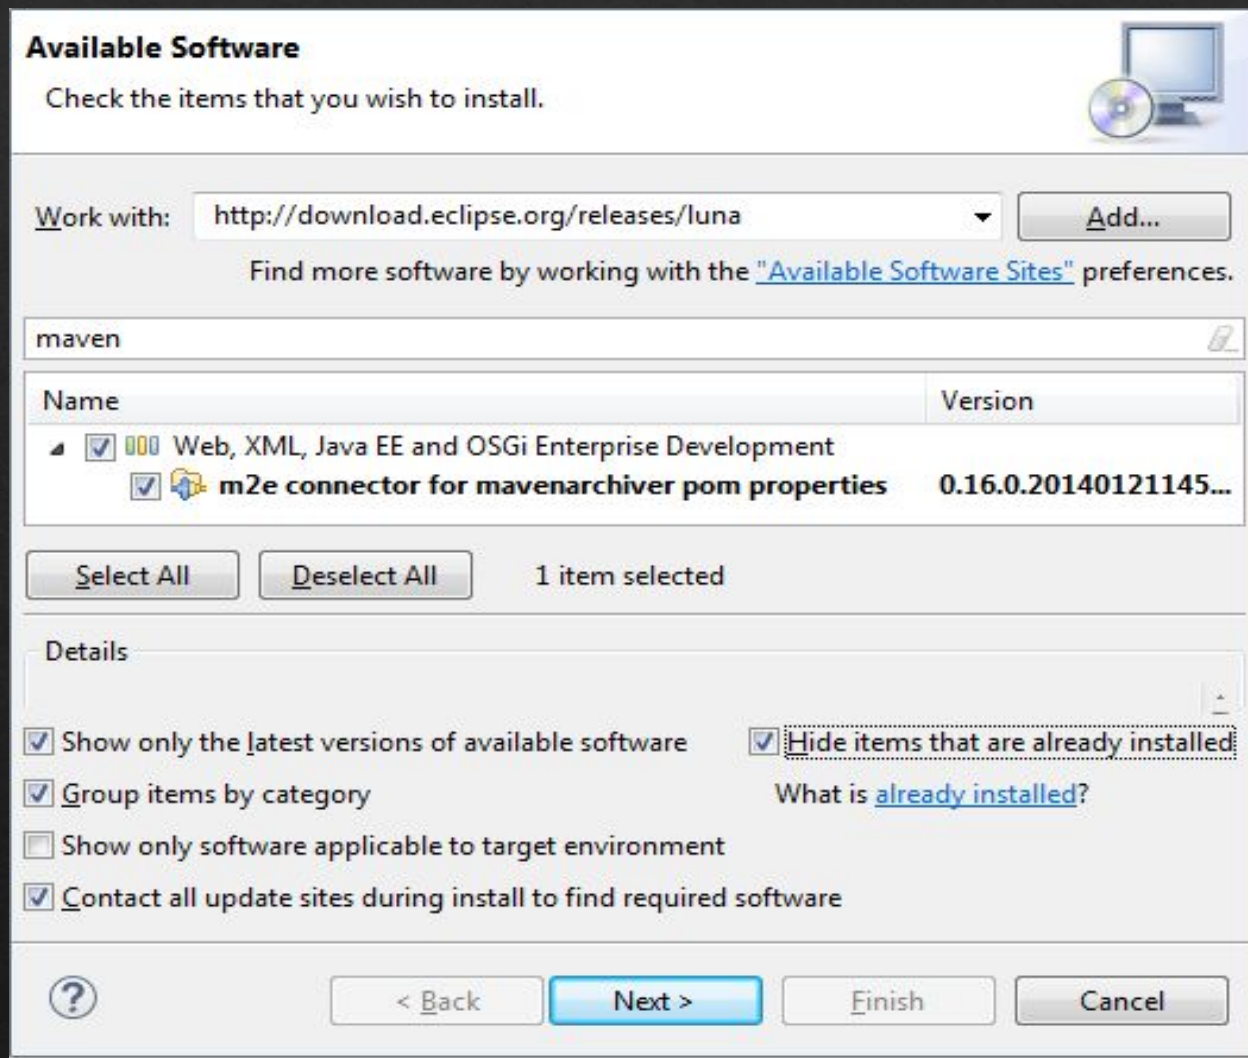 Available Software
Check the items that you wish to install.
Work with: http://download.eclipse.org/releases/luna Add...
Find more software by working with the "Available Software Sites" preferences.
maven
Name Version
Web, XML, Java EE and OSGi Enterprise Development
m2e connector for mavenarchiver pom properties 0.16.0.20140121145...
Select All Deselect All 1 item selected
Details
Show only the latest versions of available software Hide items that are already installed
Group items by category What is already installed?
Show only software applicable to target environment
Contact all update sites during install to find required software
? < Back Next > Finish Cancel